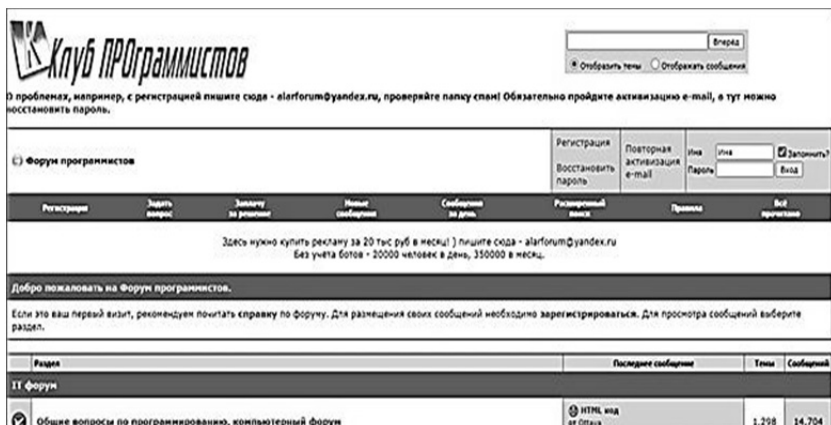 Клуб ПРОграммистов
Вперёд
Отобразить темы Отображать сообщения
О проблемах, например, с регистрацией пишите сюда - alarforum@yandex.ru, проверяйте папку спам! Обязательно пройдите активизацию e-mail, а тут можно
восстановить пароль.
Форум программистов
Регистрация
Восстановить
пароль
Повторная
активизация
e-mail
Имя Имя Запомнить?
Пароль Вход
Регистрация
Задать
вопрос
Заплачу
за решение
Новые
сообщения
Сообщения
за день
Расширенный
поиск
Правила
Всё
прочитано
Здесь нужно купить рекламу за 20 тыс руб в месяц! ) пишите сюда - alarforum@yandex.ru
Без учета ботов - 20000 человек в день, 350000 в месяц.
Добро пожаловать на Форум программистов.
Если это ваш первый визит, рекомендуем почитать справку по форуму. Для размещения своих сообщений необходимо зарегистрироваться. Для просмотра сообщений выберите
раздел.
Раздел Последнее сообщение Темы Сообщений
IT форум
Общие вопросы по программированию, компьютерный форум
HTML код
от Оттава
1,298 14,704